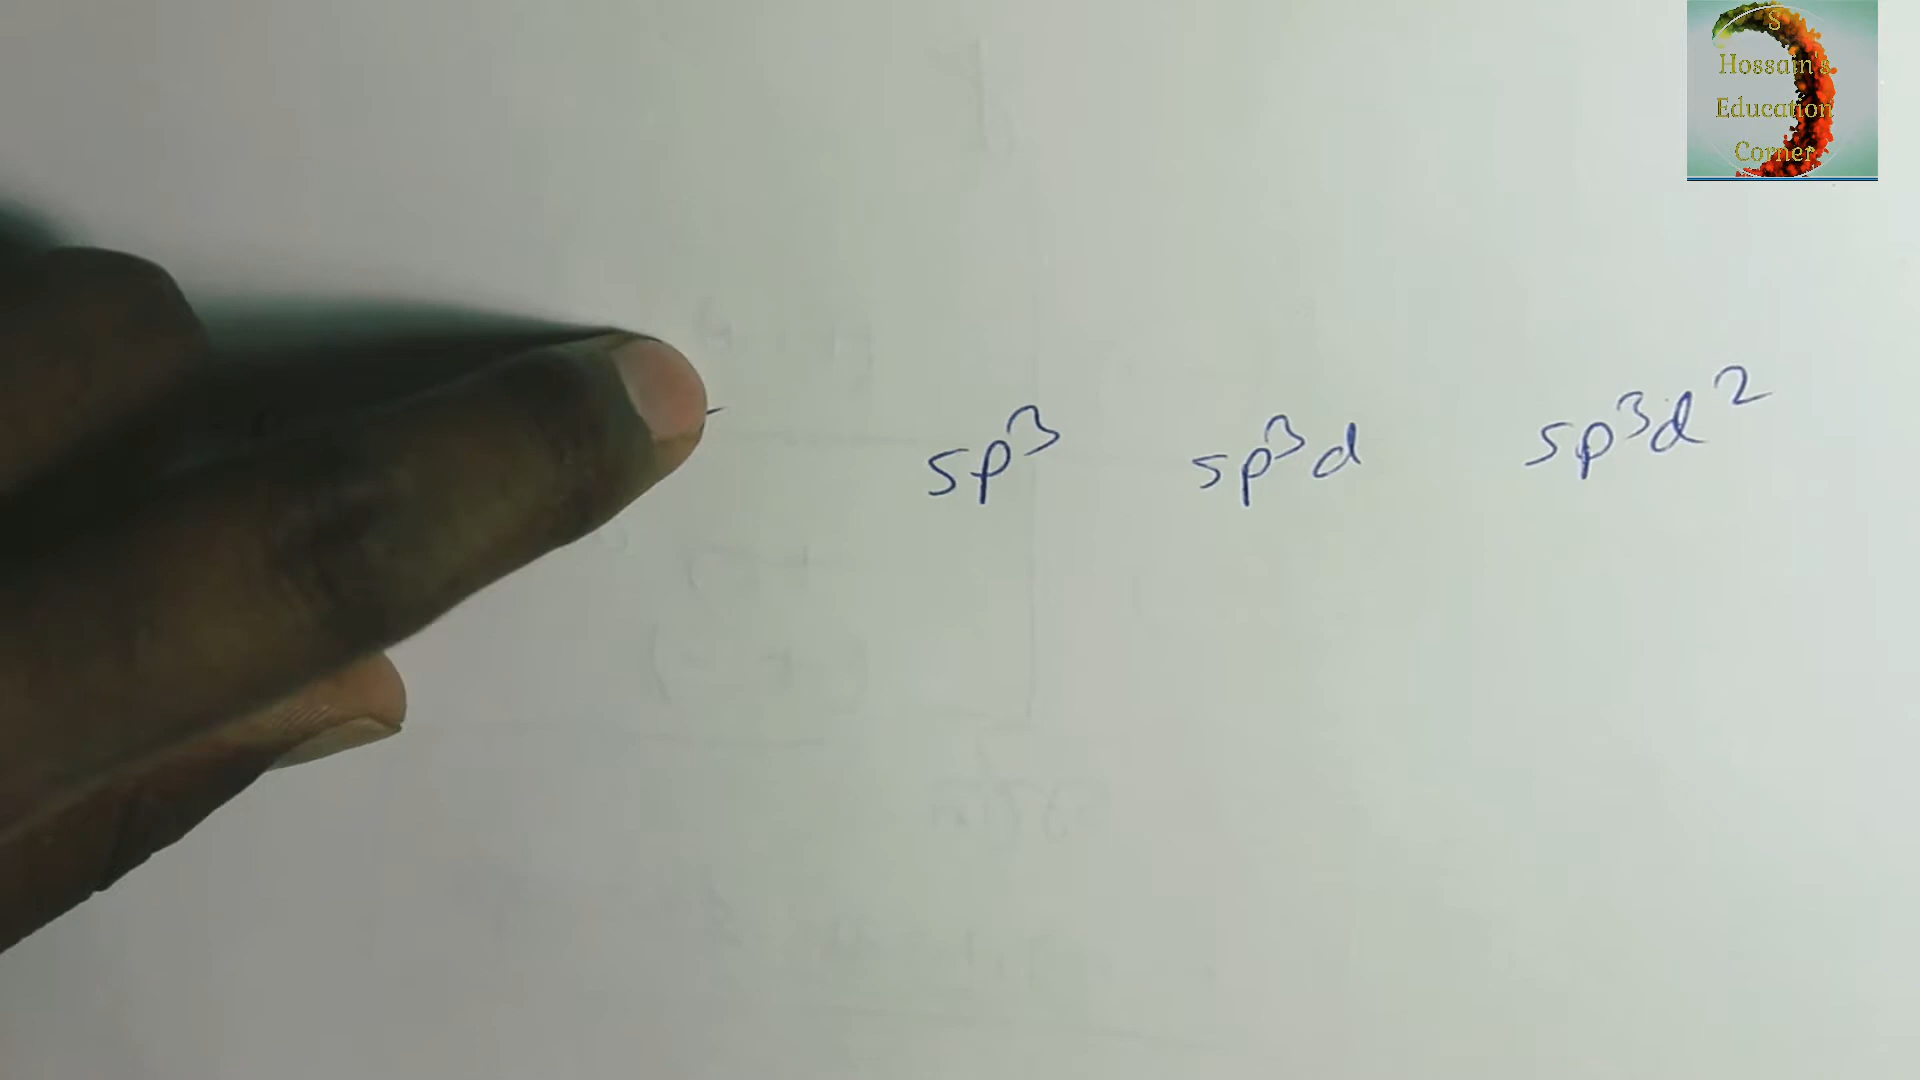 S
Hossain's
Education
Corner
sp³ sp³d sp³d²